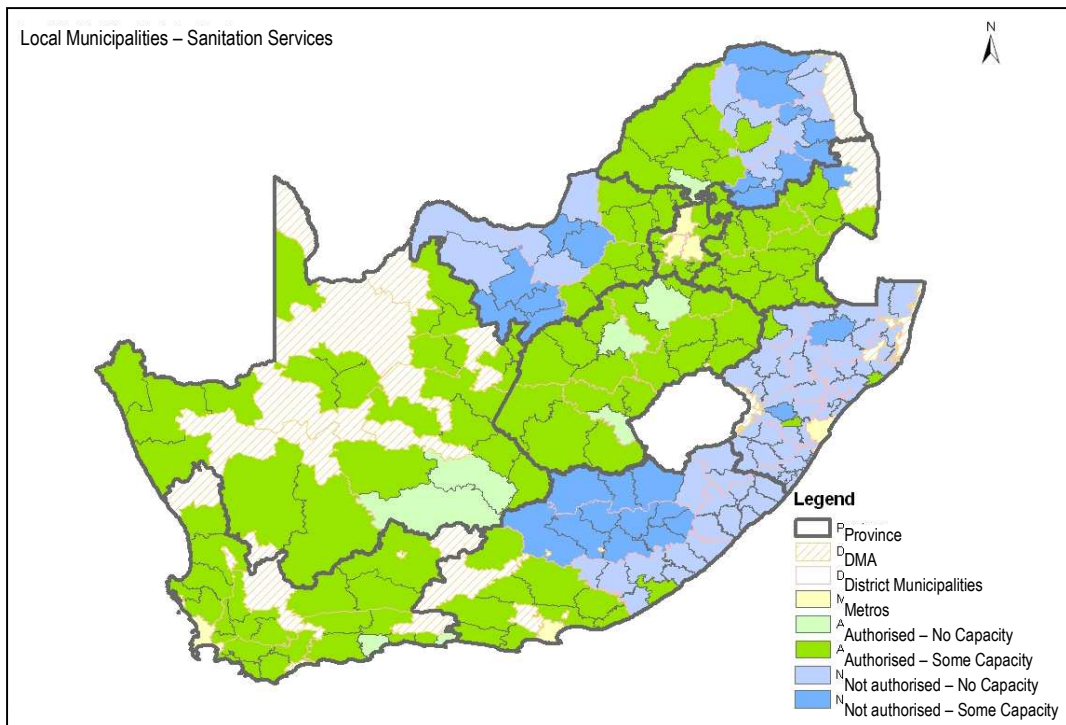 Local Municipalities – Sanitation Services
N
Legend
P Province
D DMA
D District Municipalities
M Metros
A Authorised – No Capacity
A Authorised – Some Capacity
N Not authorised – No Capacity
N Not authorised – Some Capacity